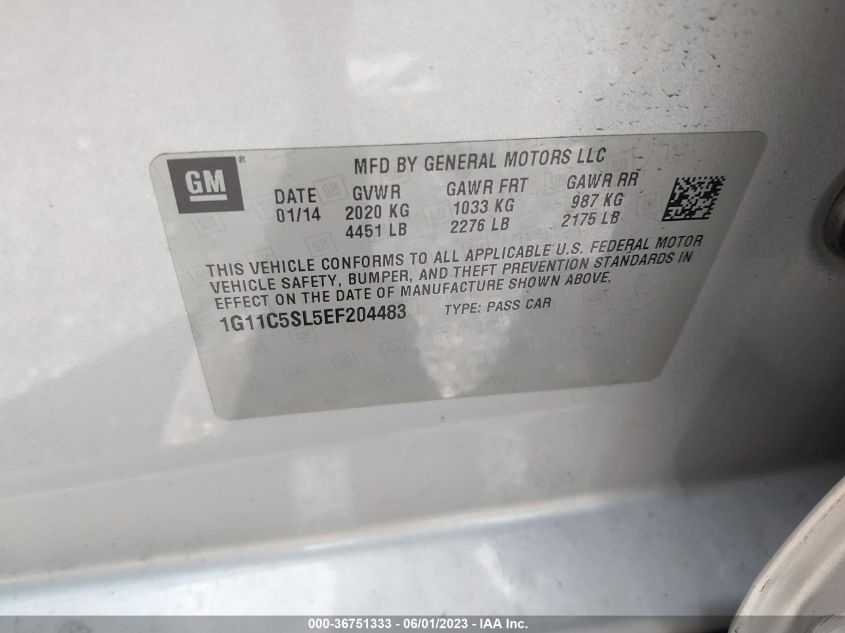 GM ®
MFD BY GENERAL MOTORS LLC
DATE GVWR GAWR FRT GAWR RR
01/14 2020 KG 1033 KG 987 KG
4451 LB 2276 LB 2175 LB
THIS VEHICLE CONFORMS TO ALL APPLICABLE U.S. FEDERAL MOTOR
VEHICLE SAFETY, BUMPER, AND THEFT PREVENTION STANDARDS IN
EFFECT ON THE DATE OF MANUFACTURE SHOWN ABOVE.
1G11C5SL5EF204483 TYPE: PASS CAR
000-36751333 - 06/01/2023 - IAAI.com